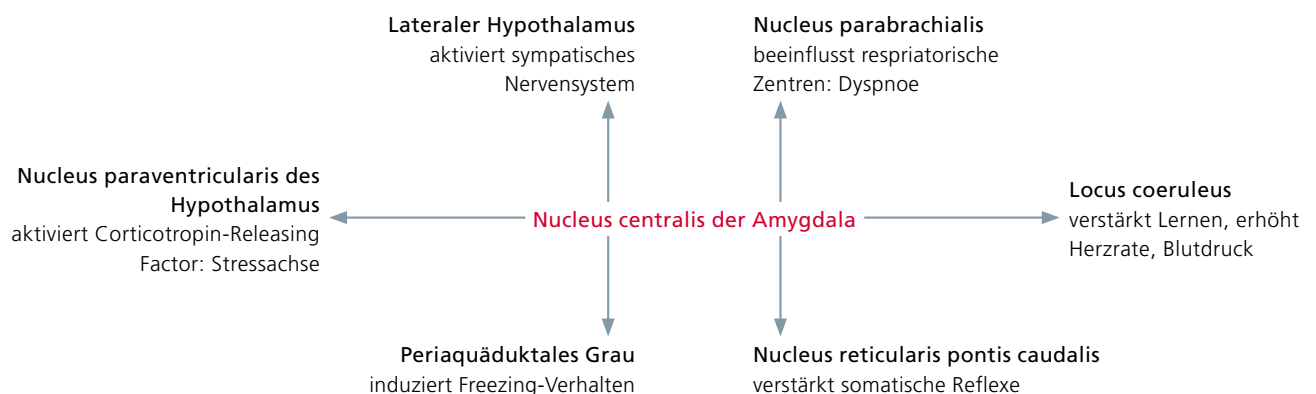 Lateraler Hypothalamus
aktiviert sympatisches
Nervensystem
Nucleus parabrachialis
beeinflusst respriatorische
Zentren: Dyspnoe
Nucleus paraventricularis des
Hypothalamus
aktiviert Corticotropin-Releasing
Factor: Stressachse
Nucleus centralis der Amygdala
Locus coeruleus
verstärkt Lernen, erhöht
Herzrate, Blutdruck
Periaquäduktales Grau
induziert Freezing-Verhalten
Nucleus reticularis pontis caudalis
verstärkt somatische Reflexe